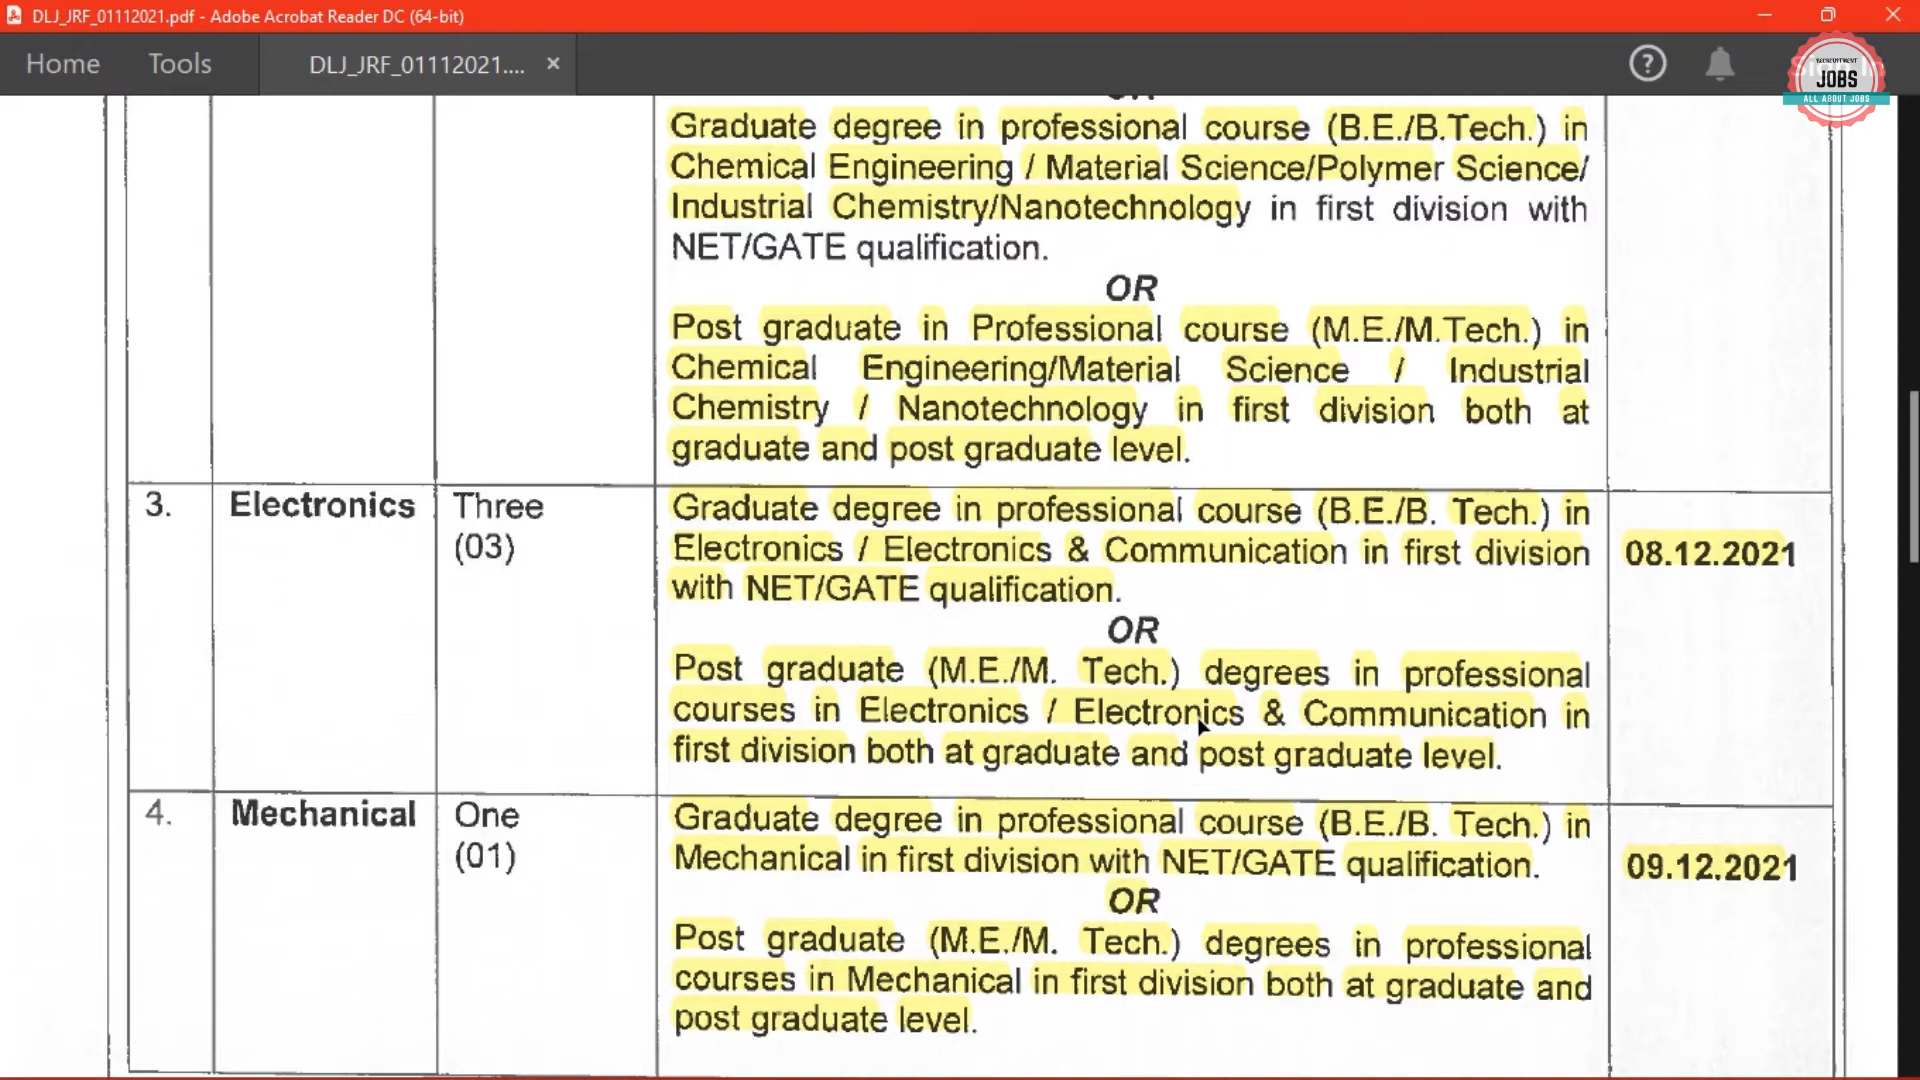 DLJ_JRF_01112021.pdf - Adobe Acrobat Reader DC (64-bit)
Home
Tools
DLJ_JRF_01112021....
RECRUITMENT
JOBS
ALL ABOUT JOBS
Graduate degree in professional course (B.E./B.Tech.) in
Chemical Engineering / Material Science/Polymer Science/
Industrial Chemistry/Nanotechnology in first division with
NET/GATE qualification.
OR
Post graduate in Professional course (M.E./M.Tech.) in
Chemical Engineering/Material Science / Industrial
Chemistry / Nanotechnology in first division both at
graduate and post graduate level.
3.
Electronics
Three
(03)
Graduate degree in professional course (B.E./B. Tech.) in
Electronics / Electronics & Communication in first division
with NET/GATE qualification.
OR
Post graduate (M.E./M. Tech.) degrees in professional
courses in Electronics / Electronics & Communication in
first division both at graduate and post graduate level.
08.12.2021
4.
Mechanical
One
(01)
Graduate degree in professional course (B.E./B. Tech.) in
Mechanical in first division with NET/GATE qualification.
OR
Post graduate (M.E./M. Tech.) degrees in professional
courses in Mechanical in first division both at graduate and
post graduate level.
09.12.2021